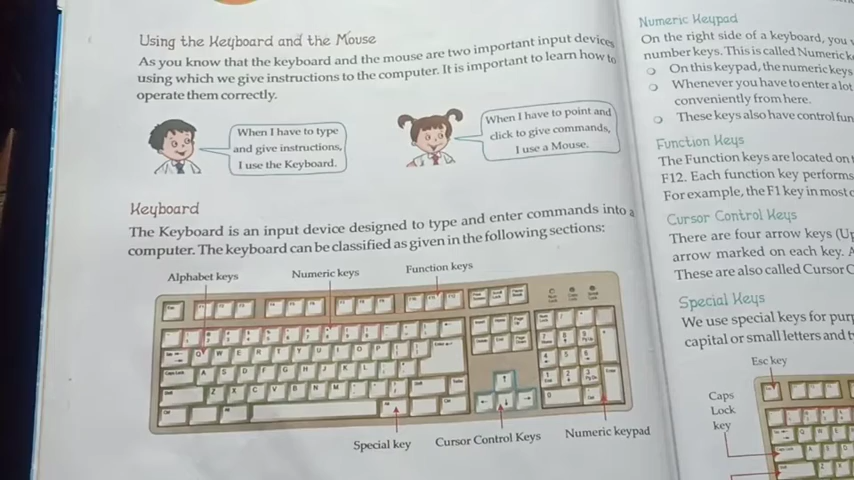 Using the Keyboard and the Mouse
As you know that the keyboard and the mouse are two important input devices
using which we give instructions to the computer. It is important to learn how to
operate them correctly.
When I have to type
and give instructions,
I use the Keyboard.
When I have to point and
click to give commands,
I use a Mouse.
Keyboard
The Keyboard is an input device designed to type and enter commands into a
computer. The keyboard can be classified as given in the following sections:
Alphabet keys
Numeric keys
Function keys
Q W E R T Y U I O P
A S D F G H J K L
Z X C V B N M
Special key
Cursor Control Keys
Numeric keypad
Numeric Keypad
On the right side of a keyboard, you
number keys. This is called Numeric
On this keypad, the numeric keys
Whenever you have to enter a lot
conveniently from here.
These keys also have control
Function Keys
The Function keys are located on
F12. Each function key performs
For example, the F1 key in most
Cursor Control Keys
There are four arrow keys
arrow marked on each key.
These are also called Cursor
Special Keys
We use special keys for
capital or small letters and
Esc key
Caps
Lock
key